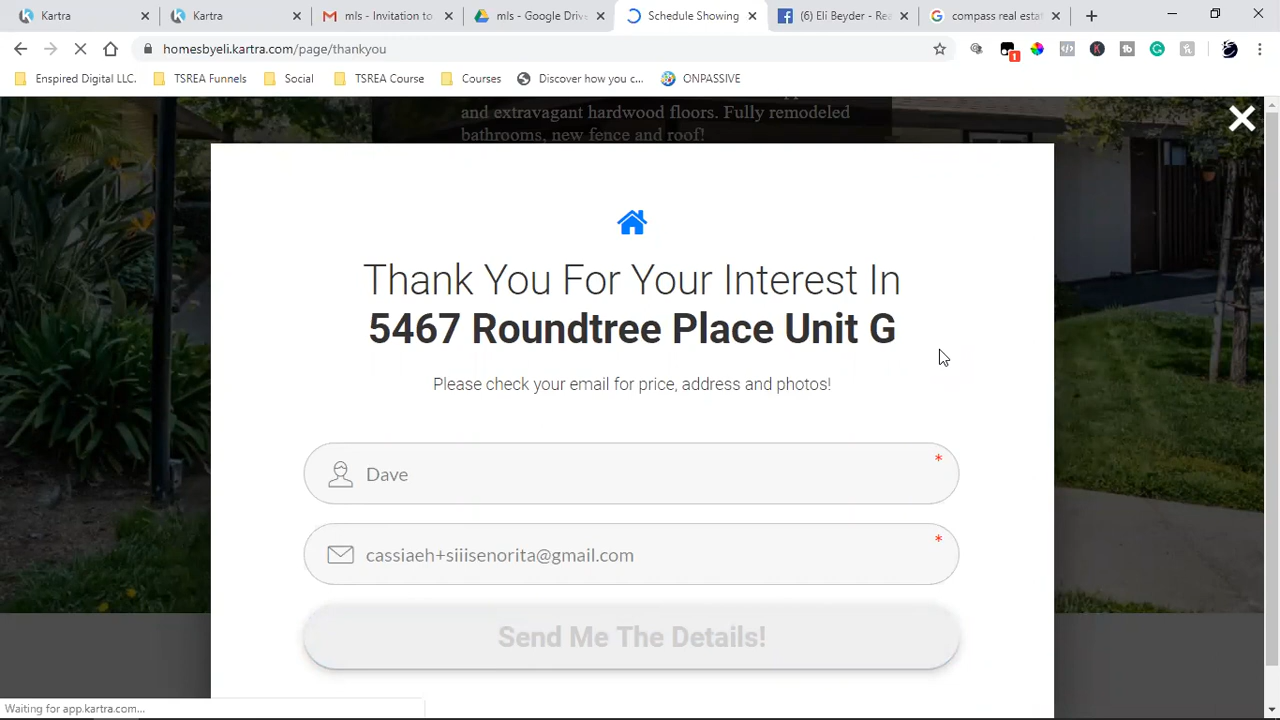 Kartra
Kartra
mls - Invitation to
mls - Google Driv
Schedule Showing
(6) Eli Beyder - Rea
compass real estat
homesbyeli.kartra.com/page/thankyou
1
Enspired Digital LLC.
TSREA Funnels
Social
TSREA Course
Courses
Discover how you c...
ONPASSIVE
and extravagant hardwood floors. Fully remodeled
bathrooms, new fence and roof!
Thank You For Your Interest In
5467 Roundtree Place Unit G
Please check your email for price, address and photos!
Dave *
cassiaeh+siiisenorita@gmail.com *
Send Me The Details!
Waiting for app.kartra.com...